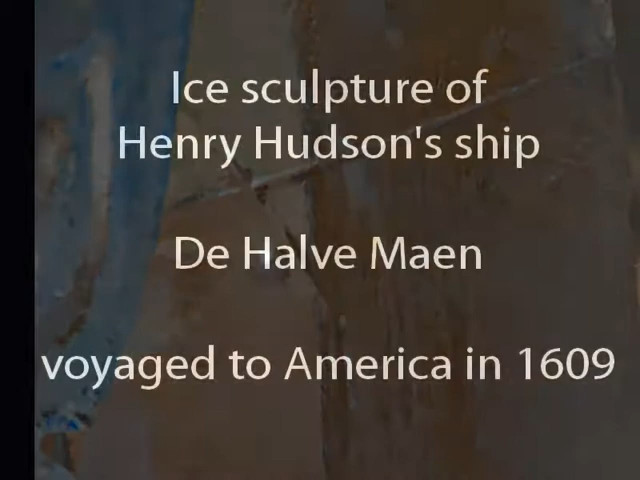 Ice sculpture of
Henry Hudson's ship
De Halve Maen
voyaged to America in 1609